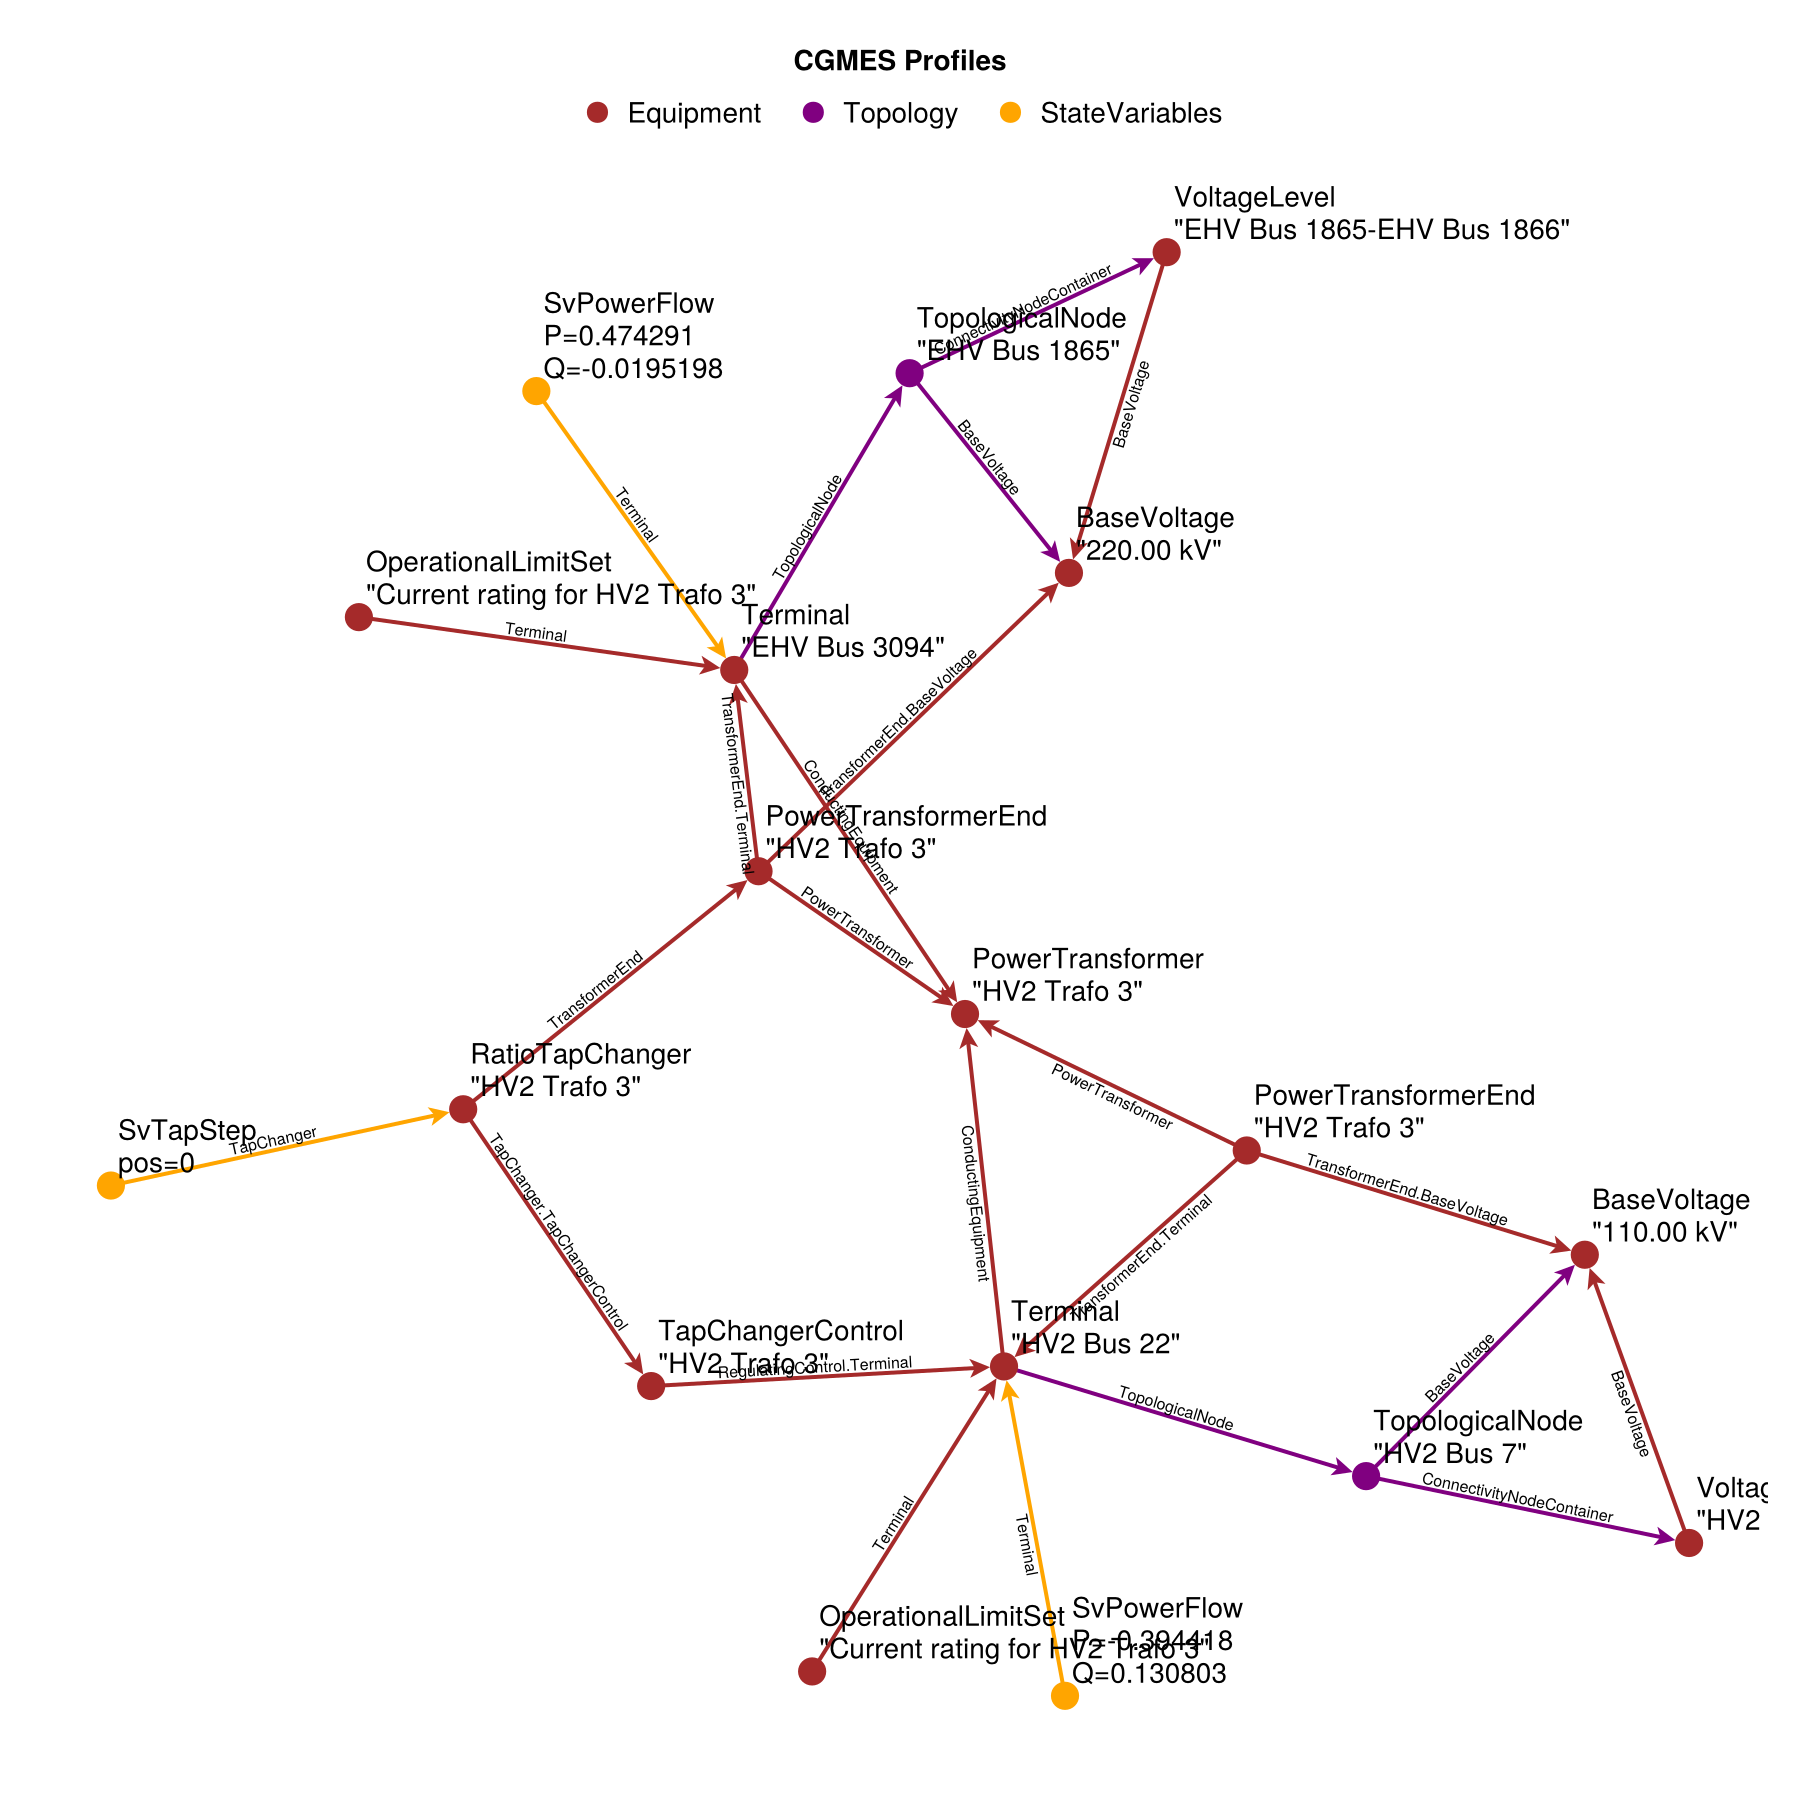 CGMES Profiles
Equipment
Topology
StateVariables
VoltageLevel
"EHV Bus 1865-EHV Bus 1866"
ConnectivityNodeContainer
SvPowerFlow
P=0.474291
Q=-0.0195198
TopologicalNode
"EHV Bus 1865"
BaseVoltage
BaseVoltage
Terminal
TopologicalNode
BaseVoltage
"220.00 kV"
OperationalLimitSet
"Current rating for HV2 Trafo 3"
Terminal
Terminal
"EHV Bus 3094"
TransformerEnd.Terminal
TransformerEnd.BaseVoltage
ConductingEquipment
PowerTransformerEnd
"HV2 Trafo 3"
PowerTransformer
TransformerEnd
PowerTransformer
"HV2 Trafo 3"
RatioTapChanger
"HV2 Trafo 3"
PowerTransformer
PowerTransformerEnd
"HV2 Trafo 3"
SvTapStep
pos=0
TapChanger
TapChanger.TapChangerControl
ConductingEquipment
TransformerEnd.Terminal
TransformerEnd.BaseVoltage
BaseVoltage
"110.00 kV"
Terminal
"HV2 Bus 22"
TapChangerControl
"HV2 Trafo 3"
RegulatingControl.Terminal
TopologicalNode
BaseVoltage
BaseVoltage
TopologicalNode
"HV2 Bus 7"
ConnectivityNodeContainer
"HV2
Terminal
Terminal
OperationalLimitSet
"Current rating for HV2 Trafo 3"
SvPowerFlow
P=-0.394418
Q=0.130803